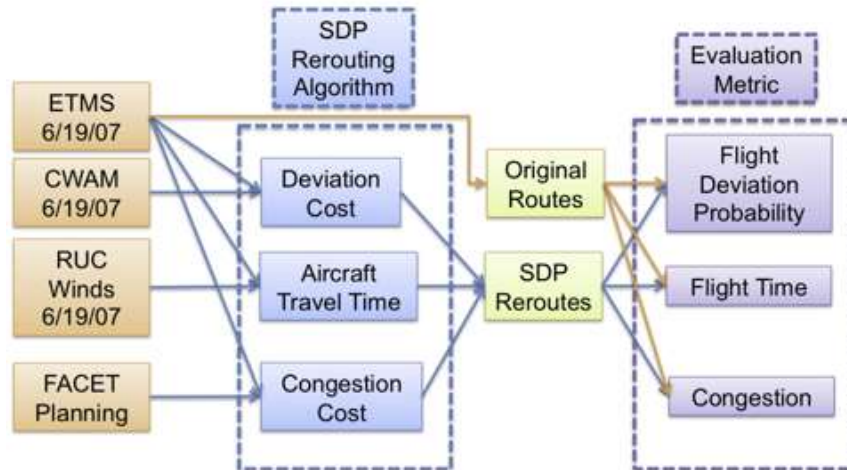 SDP
Rerouting
Algorithm
Evaluation
Metric
ETMS
6/19/07
CWAM
6/19/07
RUC
Winds
6/19/07
FACET
Planning
Deviation
Cost
Aircraft
Travel Time
Congestion
Cost
Original
Routes
SDP
Reroutes
Flight
Deviation
Probability
Flight Time
Congestion